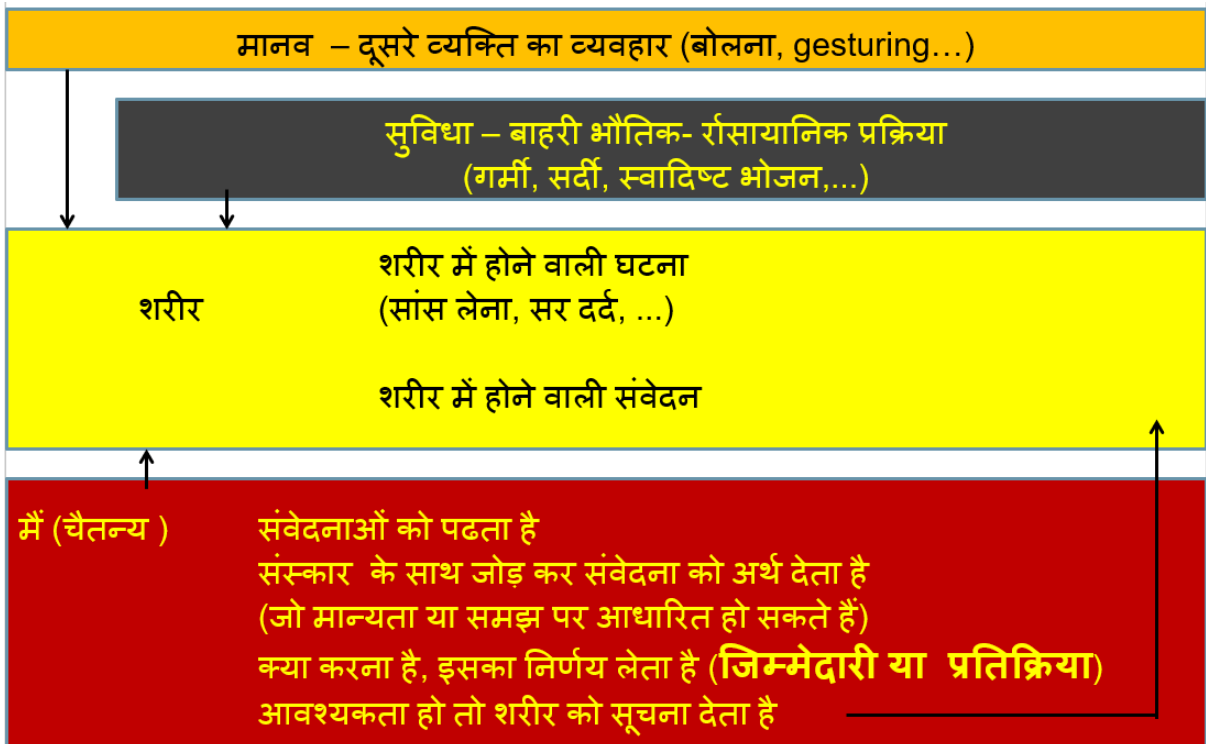 मानव – दूसरे व्यक्ति का व्यवहार (बोलना, gesturing…)
सुविधा – बाहरी भौतिक- र्रासायानिक प्रक्रिया
(गर्मी, सर्दी, स्वादिष्ट भोजन,...)
शरीर में होने वाली घटना
शरीर (सांस लेना, सर दर्द, ...)
शरीर में होने वाली संवेदन
मैं (चैतन्य ) संवेदनाओं को पढता है
संस्कार के साथ जोड़ कर संवेदना को अर्थ देता है
(जो मान्यता या समझ पर आधारित हो सकते हैं)
क्या करना है, इसका निर्णय लेता है (जिम्मेदारी या प्रतिक्रिया)
आवश्यकता हो तो शरीर को सूचना देता है